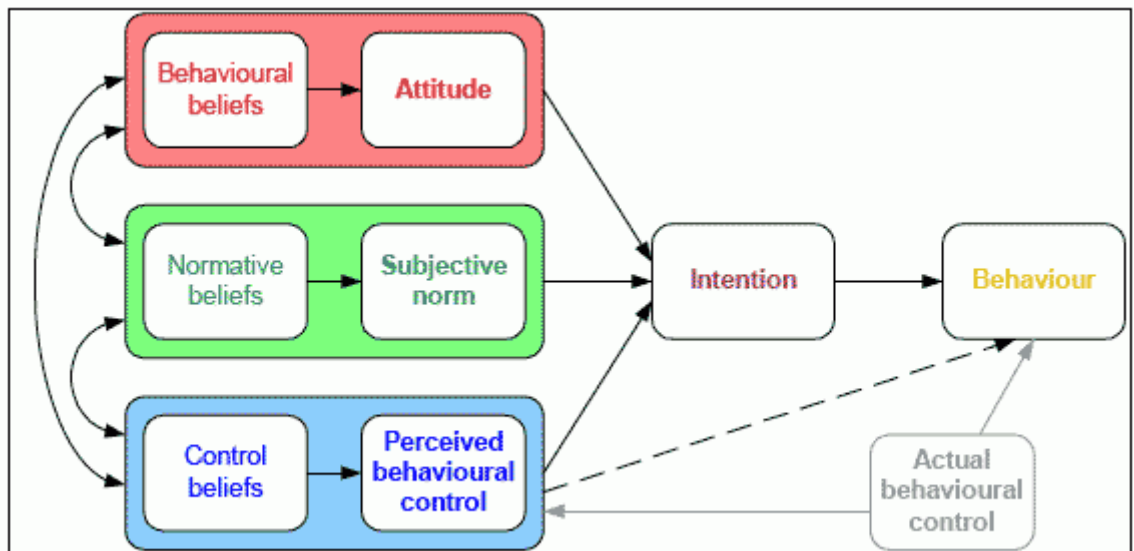 Behavioural
beliefs
Attitude
Normative
beliefs
Subjective
norm
Intention
Behaviour
Control
beliefs
Perceived
behavioural
control
Actual
behavioural
control